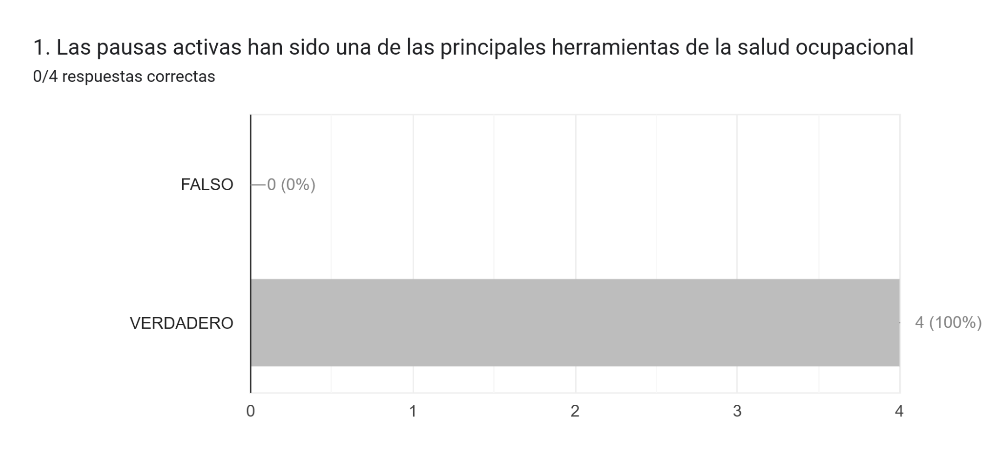 1. Las pausas activas han sido una de las principales herramientas de la salud ocupacional
0/4 respuestas correctas
FALSO
0 (0%)
VERDADERO
4 (100%)
0
1
2
3
4